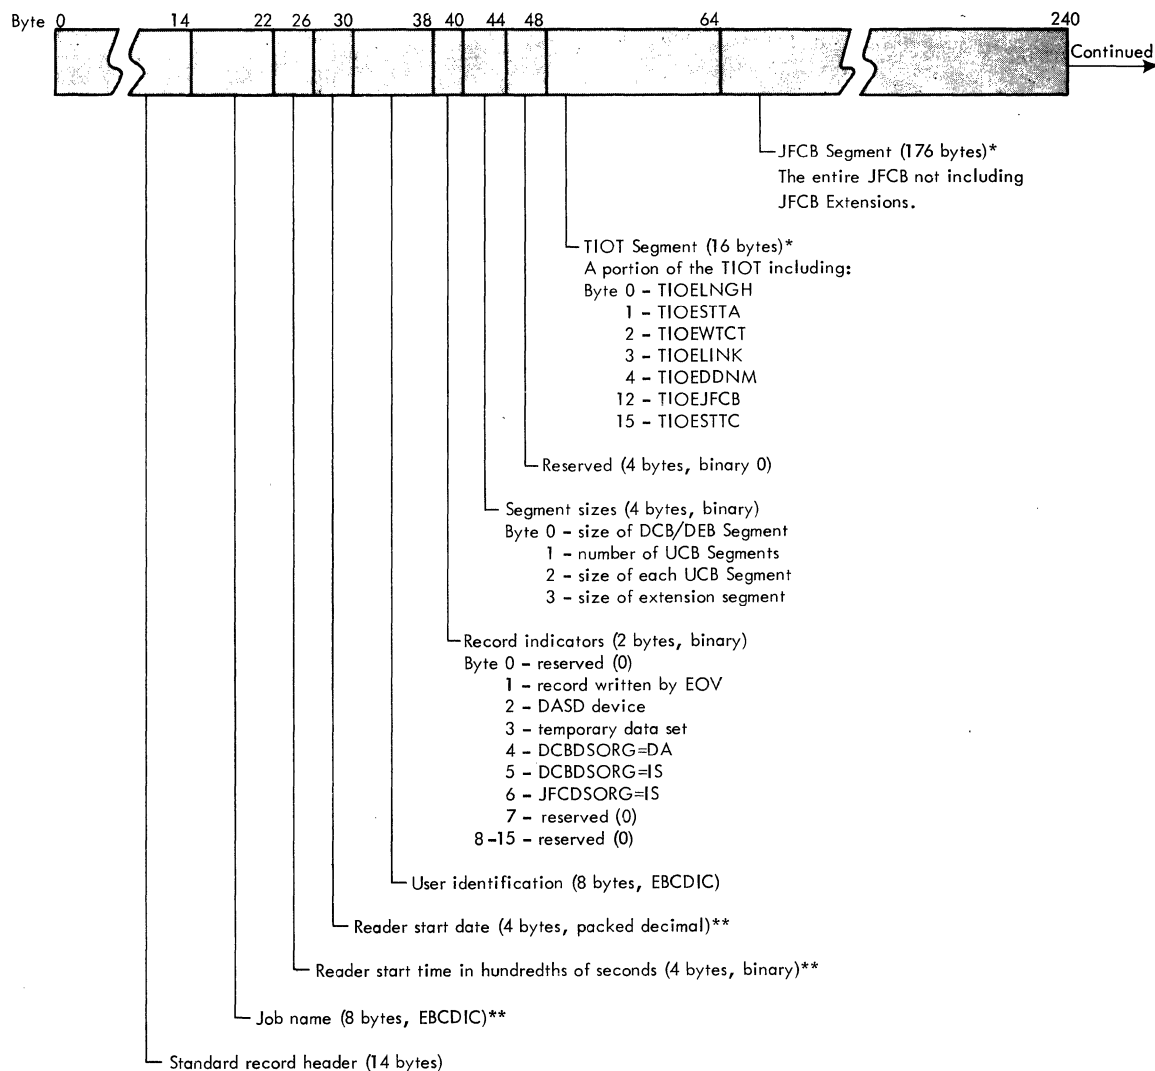 Byte 0 14 22 26 30 38 40 44 48 64 240
Continued
JFCB Segment (176 bytes)*
The entire JFCB not including
JFCB Extensions.
TIOT Segment (16 bytes)*
A portion of the TIOT including:
Byte 0 – TIOELNGH
1 – TIOESTTA
2 – TIOEWTCT
3 – TIOELINK
4 – TIOEDDNM
12 – TIOEJFCB
15 – TIOESTTC
Reserved (4 bytes, binary 0)
Segment sizes (4 bytes, binary)
Byte 0 – size of DCB/DEB Segment
1 – number of UCB Segments
2 – size of each UCB Segment
3 – size of extension segment
Record indicators (2 bytes, binary)
Byte 0 – reserved (0)
1 – record written by EOV
2 – DASD device
3 – temporary data set
4 – DCBDSORG=DA
5 – DCBDSORG=IS
6 – JFCDSORG=IS
7 – reserved (0)
8–15 – reserved (0)
User identification (8 bytes, EBCDIC)
Reader start date (4 bytes, packed decimal)**
Reader start time in hundredths of seconds (4 bytes, binary)**
Job name (8 bytes, EBCDIC)**
Standard record header (14 bytes)